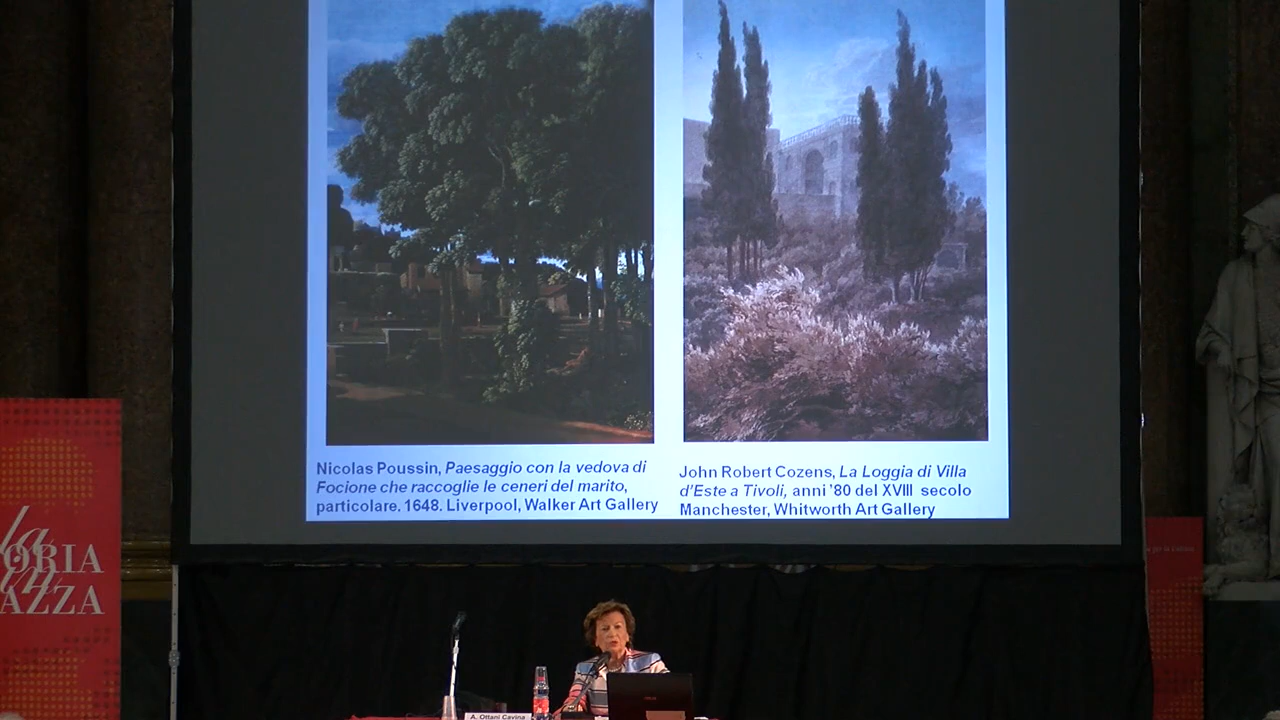 Nicolas Poussin, Paesaggio con la vedova di
Focione che raccoglie le ceneri del marito,
particolare. 1648. Liverpool, Walker Art Gallery
John Robert Cozens, La Loggia di Villa
d'Este a Tivoli, anni '80 del XVIII secolo
Manchester, Whitworth Art Gallery
la
ORIA
in
AZZA
A. Ottani Cavina